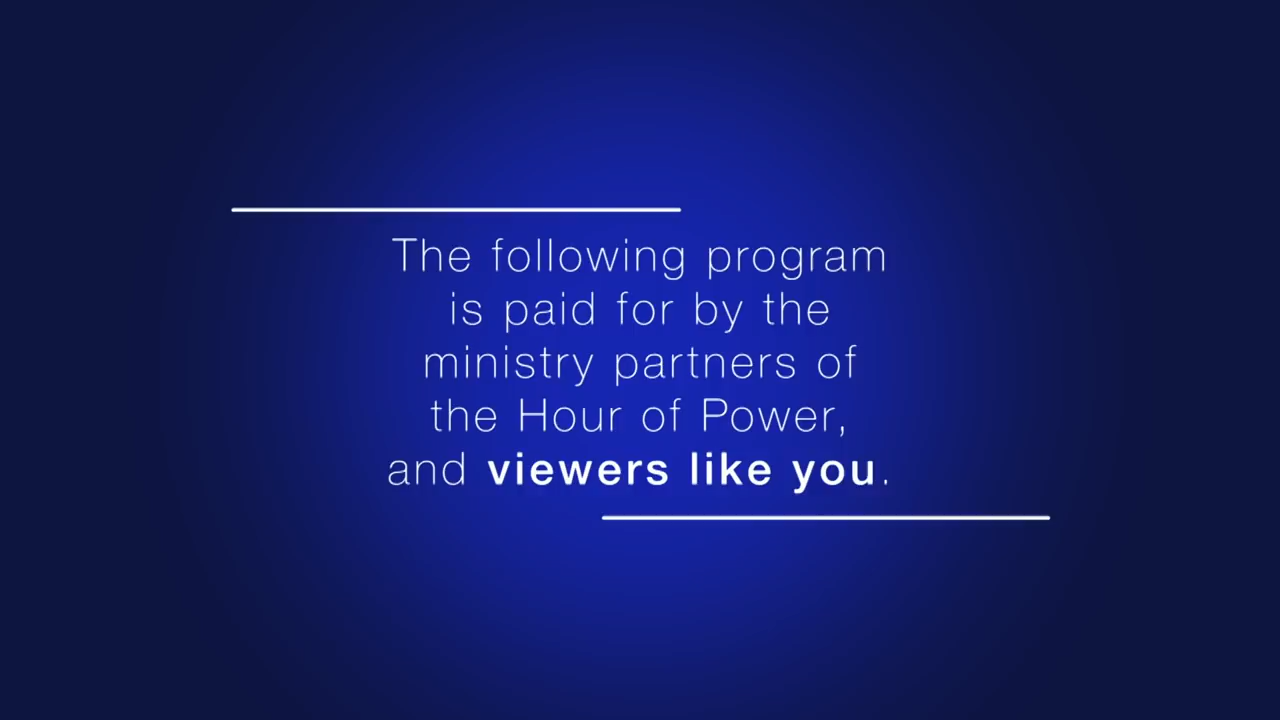 The following program
is paid for by the
ministry partners of
the Hour of Power,
and viewers like you.